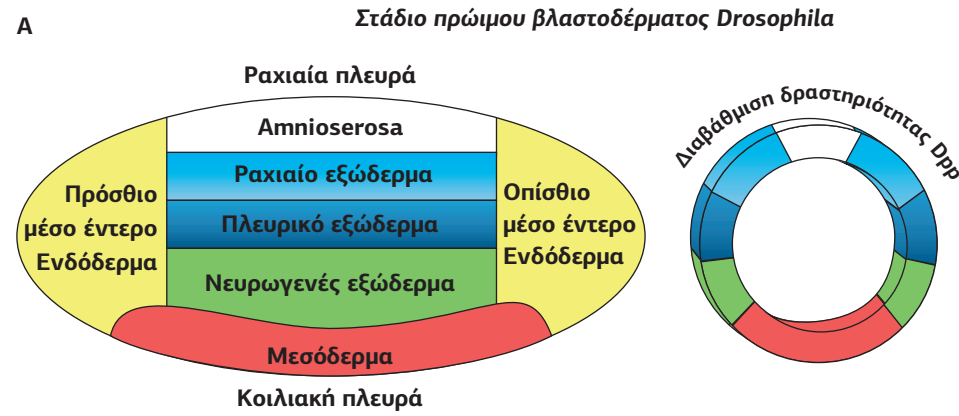 A
Στάδιο πρώιμου βλαστοδέρματος Drosophila
Ραχιαία πλευρά
Amnioserosa
Ραχιαίο εξώδερμα
Πλευρικό εξώδερμα
Νευρωγενές εξώδερμα
Μεσόδερμα
Κοιλιακή πλευρά
Πρόσθιο
μέσο έντερο
Ενδόδερμα
Οπίσθιο
μέσο έντερο
Ενδόδερμα
Διαβάθμιση δραστηριότητας Dpp